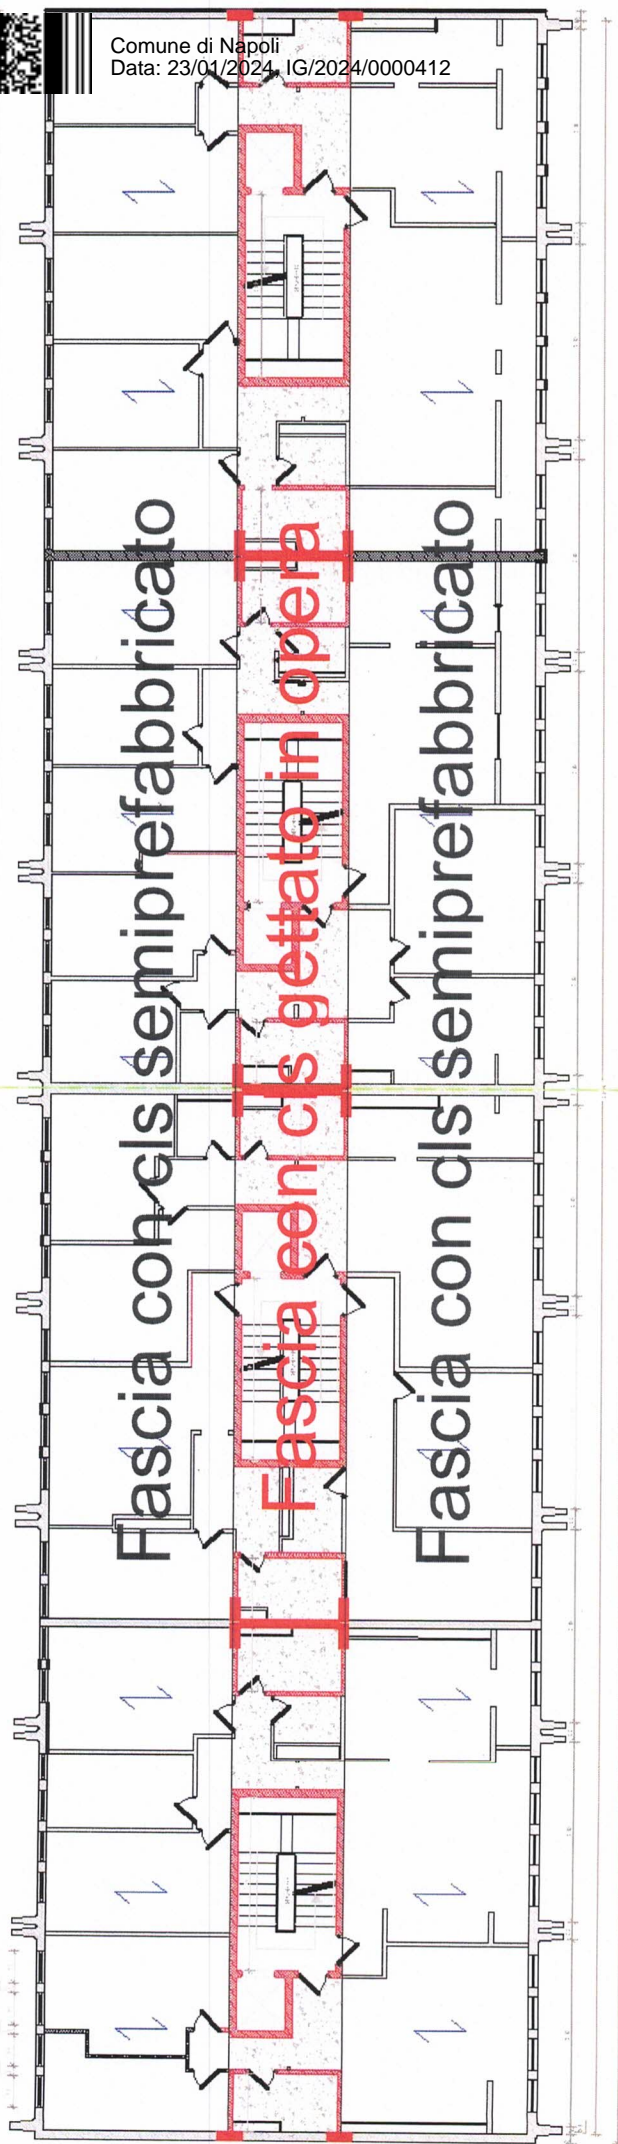 Comune di Napoli
Data: 23/01/2024, IG/2024/0000412
Fascia con cls semiprefabbricato
Fascia con cls gettato in opera
Fascia con cls semiprefabbricato